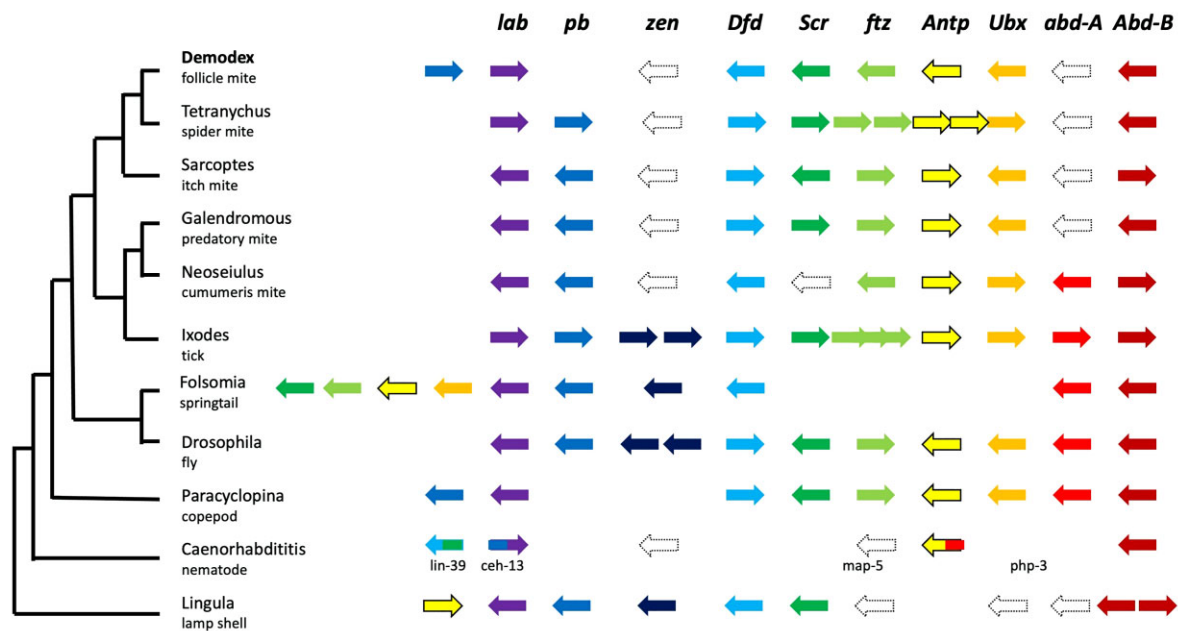 lab pb zen Dfd Scr ftz Antp Ubx abd-A Abd-B
Demodex
follicle mite
Tetranychus
spider mite
Sarcoptes
itch mite
Galendromous
predatory mite
Neoseiulus
cumumeris mite
Ixodes
tick
Folsomia
springtail
Drosophila
fly
Paracyclopina
copepod
Caenorhabdititis
nematode
lin-39 ceh-13 map-5 php-3
Lingula
lamp shell